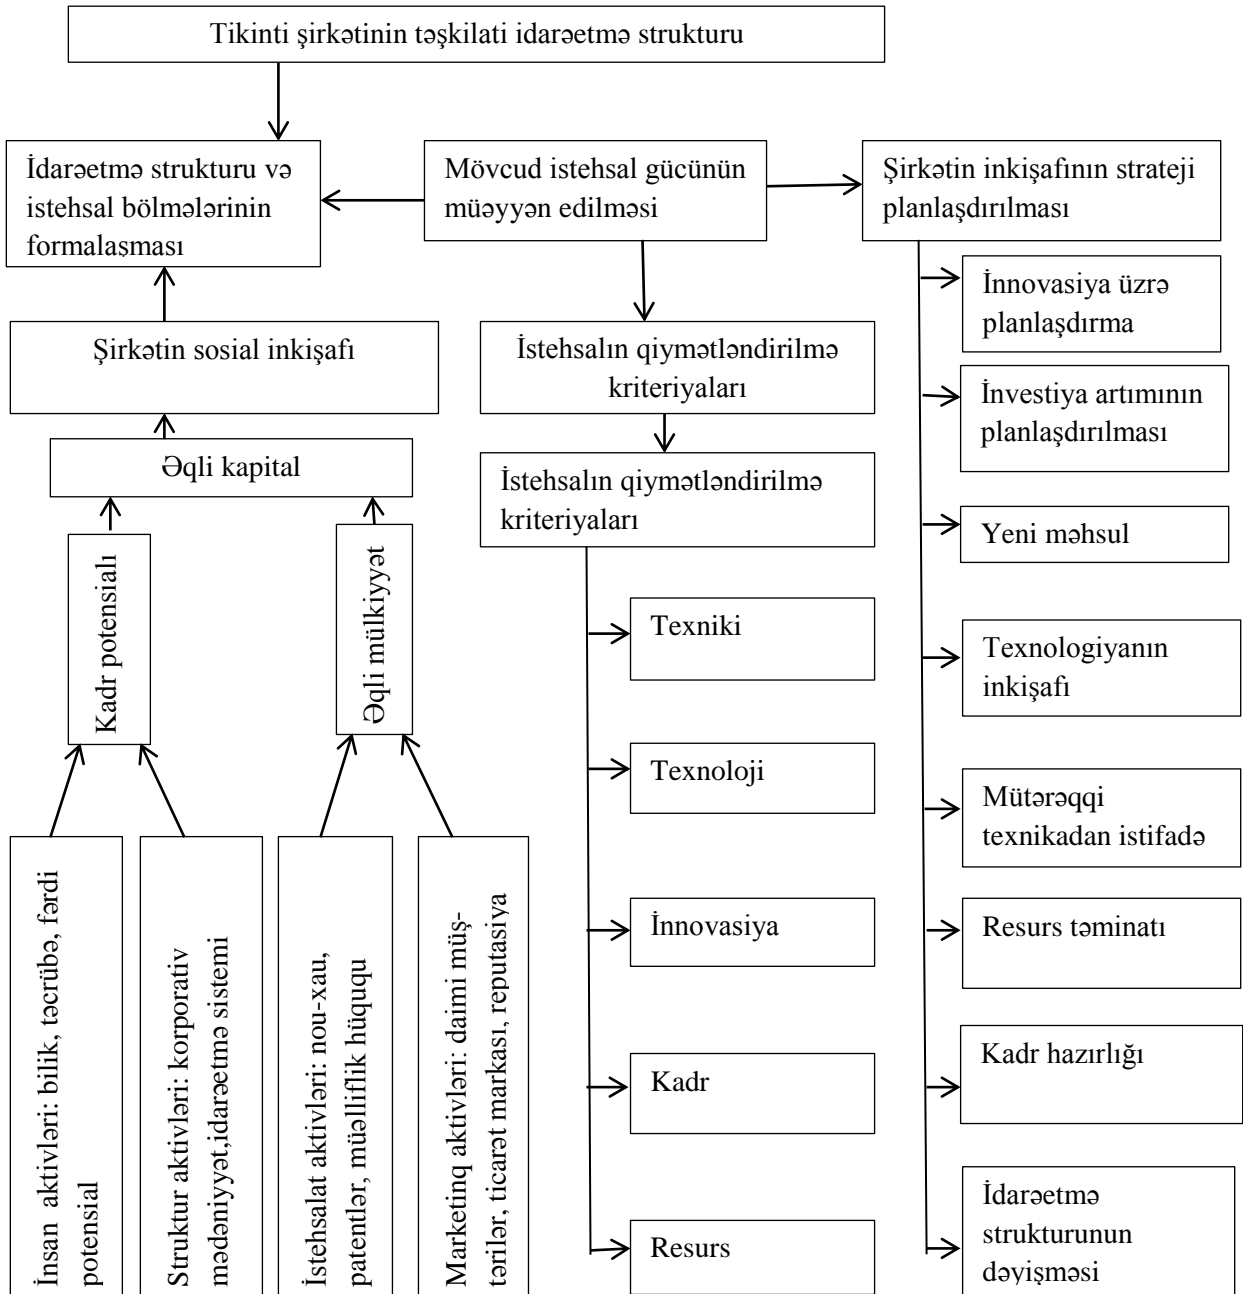 Tikinti şirkətinin təşkilati idarəetmə strukturu
İdarəetmə strukturu və
istehsal bölmələrinin
formalaşması
Mövcud istehsal gücünün
müəyyən edilməsi
Şirkətin inkişafının strateji
planlaşdırılması
İnnovasiya üzrə
planlaşdırma
Şirkətin sosial inkişafı
İstehsalın qiymətləndirilmə
kriteriyaları
İnvestiya artımının
planlaşdırılması
Əqli kapital
İstehsalın qiymətləndirilmə
kriteriyaları
Yeni məhsul
Kadr potensialı
Əqli mülkiyyət
Texniki
Texnologiyanın
inkişafı
Texnoloji
Mütərəqqi
texnikadan istifadə
İnsan aktivləri: bilik, təcrübə, fərdi
potensial
Struktur aktivləri: korporativ
mədəniyyət,idarəetmə sistemi
İstehsalat aktivləri: nou-xau,
patentlər, müəlliflik hüququ
Marketinq aktivləri: daimi müş-
tərilər, ticarət markası, reputasiya
İnnovasiya
Resurs təminatı
Kadr
Kadr hazırlığı
Resurs
İdarəetmə
strukturunun
dəyişməsi